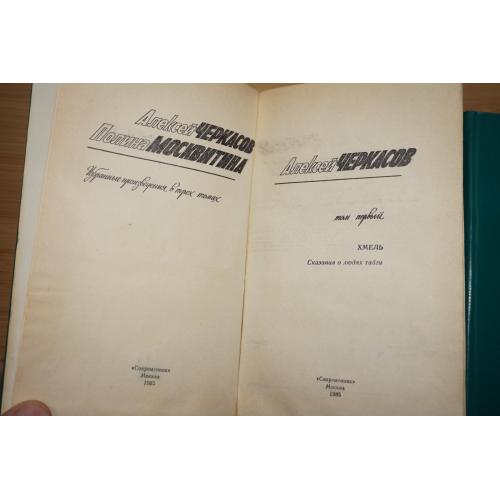 Алексей ЧЕРКАСОВ
Полина МОСКВИТИНА
Избранные произведения в трех томах
«Современник»
Москва
1985
Алексей ЧЕРКАСОВ
том первый
ХМЕЛЬ
Сказания о людях тайги
«Современник»
Москва
1985